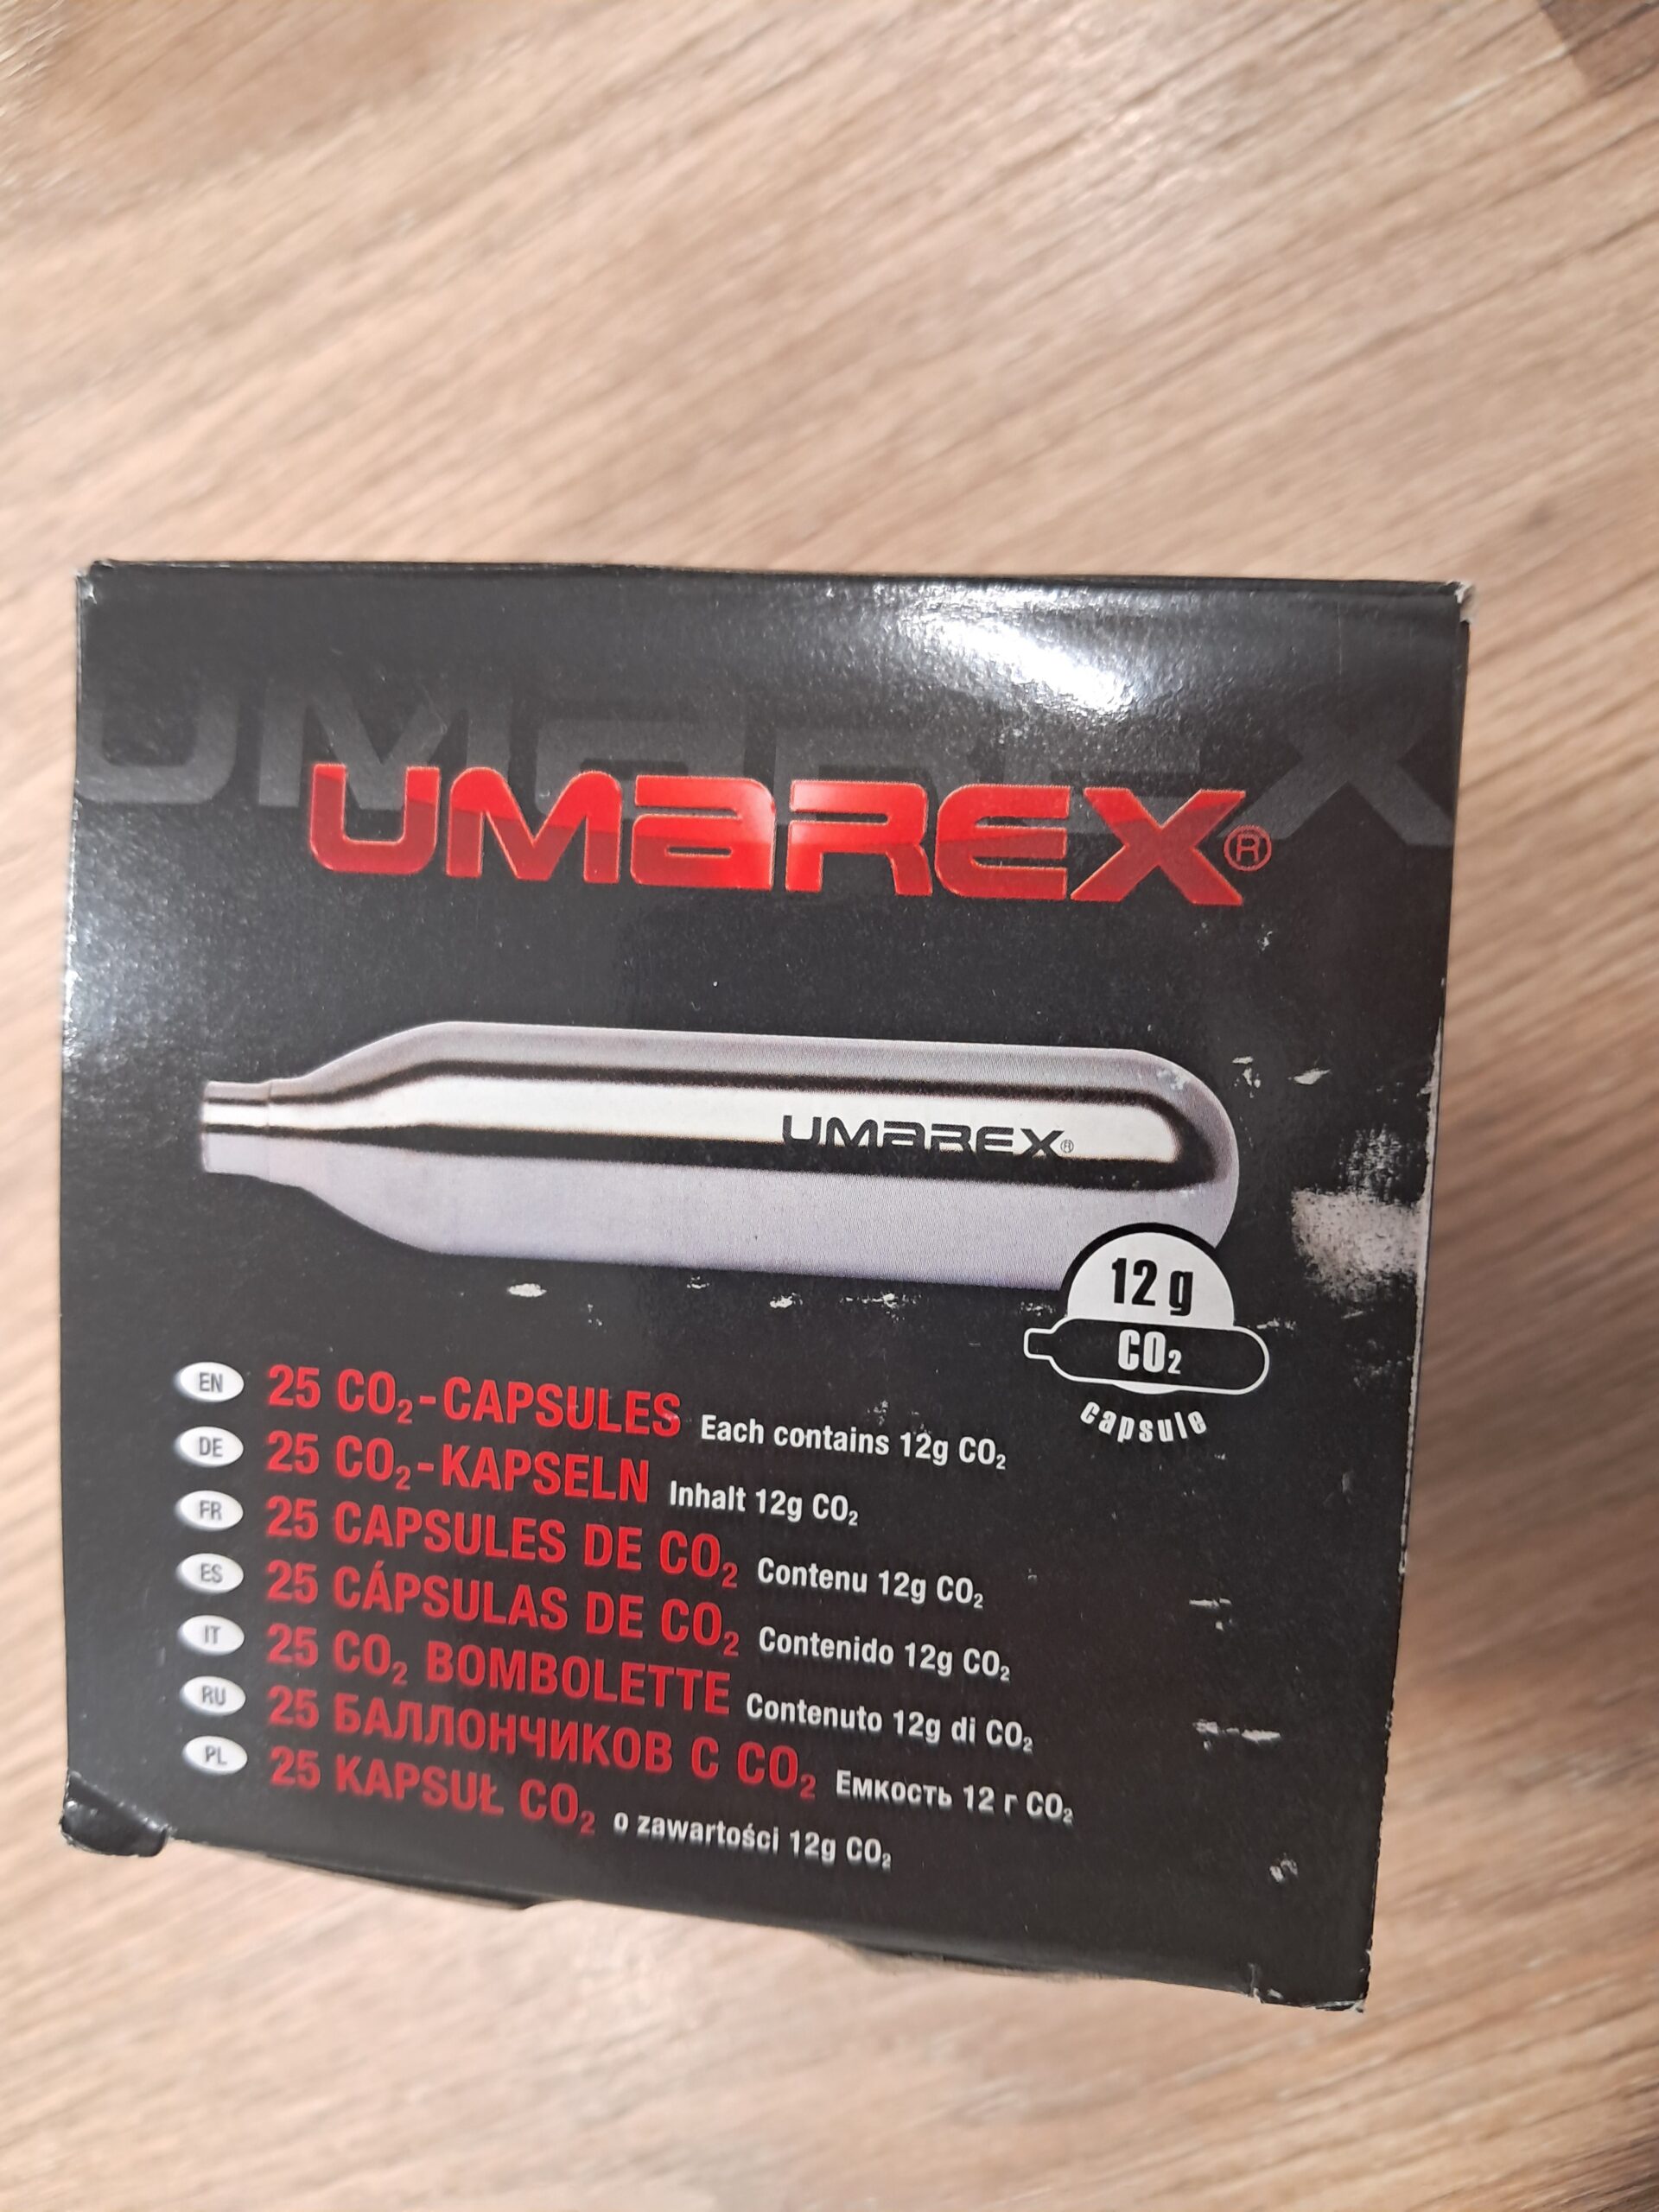 UMAREX
UMAREX®
UMAREX®
12 g
CO₂
capsule
EN 25 CO₂-CAPSULES Each contains 12g CO₂
DE 25 CO₂-KAPSELN Inhalt 12g CO₂
FR 25 CAPSULES DE CO₂ Contenu 12g CO₂
ES 25 CÁPSULAS DE CO₂ Contenido 12g CO₂
IT 25 CO₂ BOMBOLETTE Contenuto 12g di CO₂
RU 25 БАЛЛОНЧИКОВ С CO₂ Емкость 12 г CO₂
PL 25 KAPSUŁ CO₂ o zawartości 12g CO₂